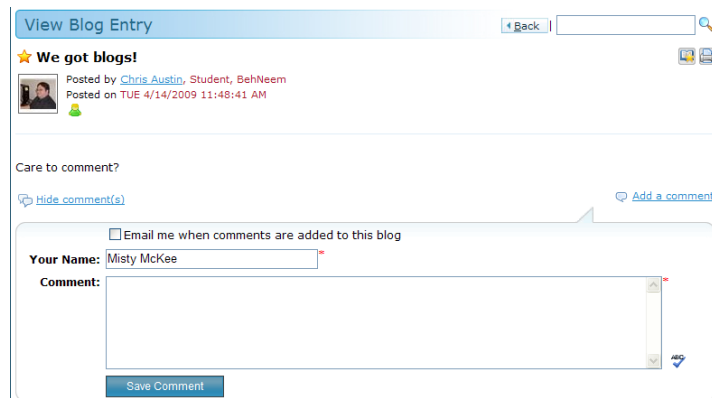 View Blog Entry
Back
We got blogs!
Posted by Chris Austin, Student, BehNeem
Posted on TUE 4/14/2009 11:48:41 AM
Care to comment?
Hide comment(s)
Add a comment
Email me when comments are added to this blog
Your Name: Misty McKee *
Comment: *
ABC
Save Comment